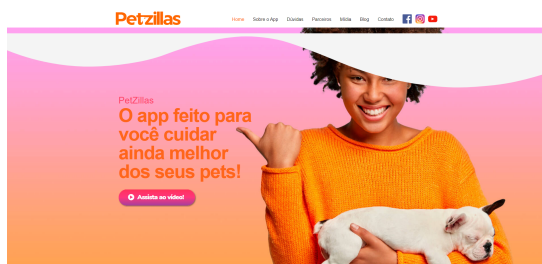 Petzillas
Home Sobre o App Dúvidas Parceiros Mídia Blog Contato
PetZillas
O app feito para
você cuidar
ainda melhor
dos seus pets!
Assista ao vídeo!